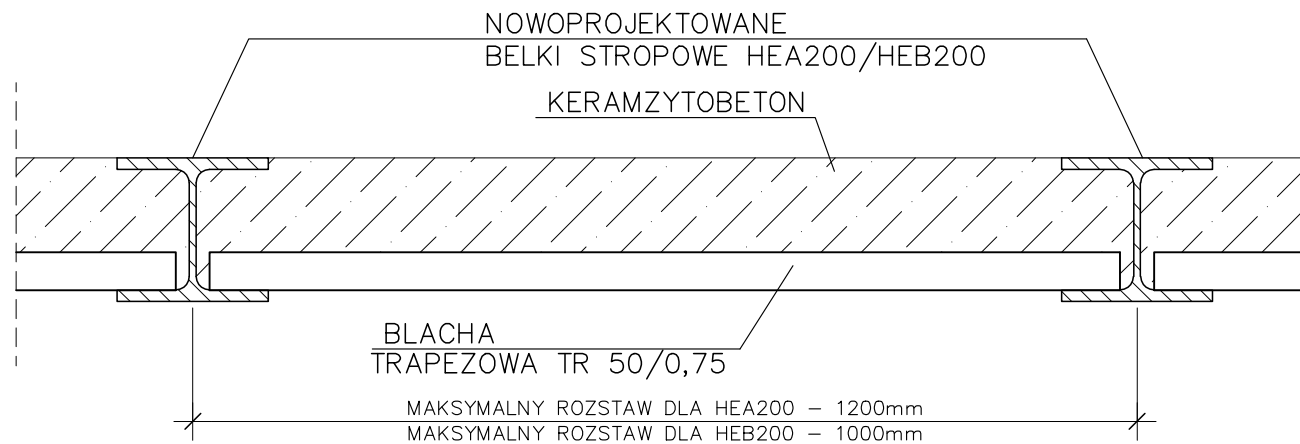 NOWOPROJEKTOWANE
BELKI STROPOWE HEA200/HEB200
KERAMZYTOBETON
BLACHA
TRAPEZOWA TR 50/0,75
MAKSYMALNY ROZSTAW DLA HEA200 – 1200mm
MAKSYMALNY ROZSTAW DLA HEB200 – 1000mm